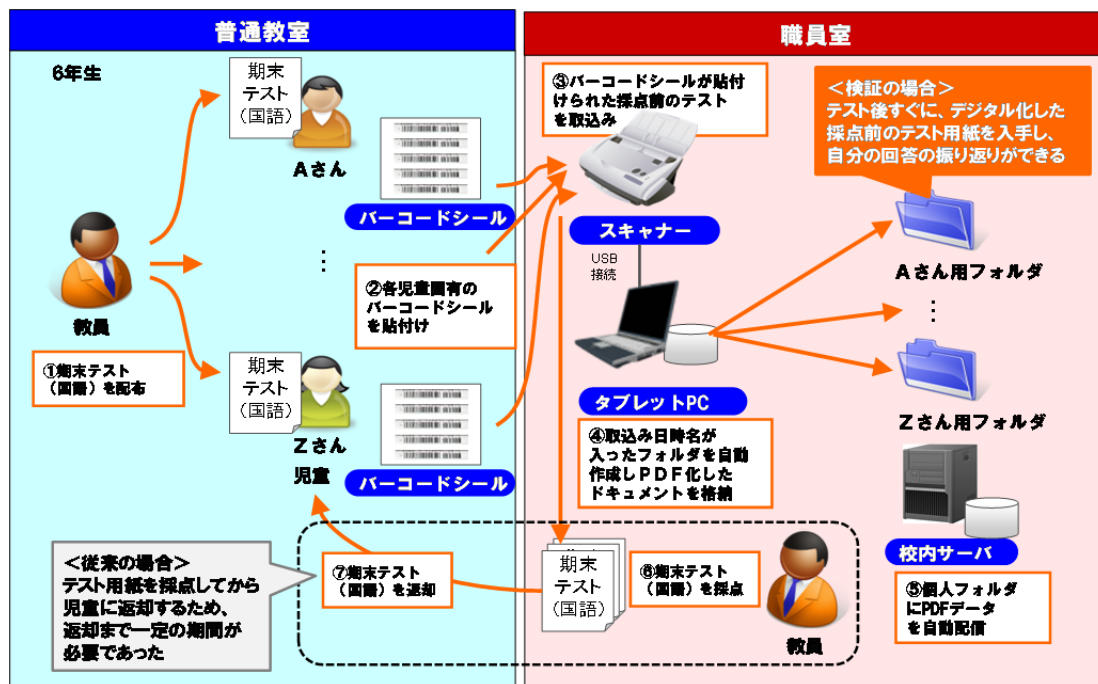 普通教室
職員室
6年生
期末
テスト
(国語)
Aさん
バーコードシール
教員
①期末テスト
(国語)を配布
②各児童固有の
バーコードシール
を貼付け
期末
テスト
(国語)
Zさん
児童
バーコードシール
③バーコードシールが貼付
けられた採点前のテスト
を取込み
スキャナー
USB
接続
タブレットPC
④取込み日時名が
入ったフォルダを自動
作成しPDF化した
ドキュメントを格納
<検証の場合>
テスト後すぐに、デジタル化した
採点前のテスト用紙を入手し、
自分の回答の振り返りができる
Aさん用フォルダ
Zさん用フォルダ
校内サーバ
⑤個人フォルダ
にPDFデータ
を自動配信
期末
テスト
(国語)
⑥期末テスト
(国語)を採点
教員
⑦期末テスト
(国語)を返却
<従来の場合>
テスト用紙を採点してから
児童に返却するため、
返却まで一定の期間が
必要であった